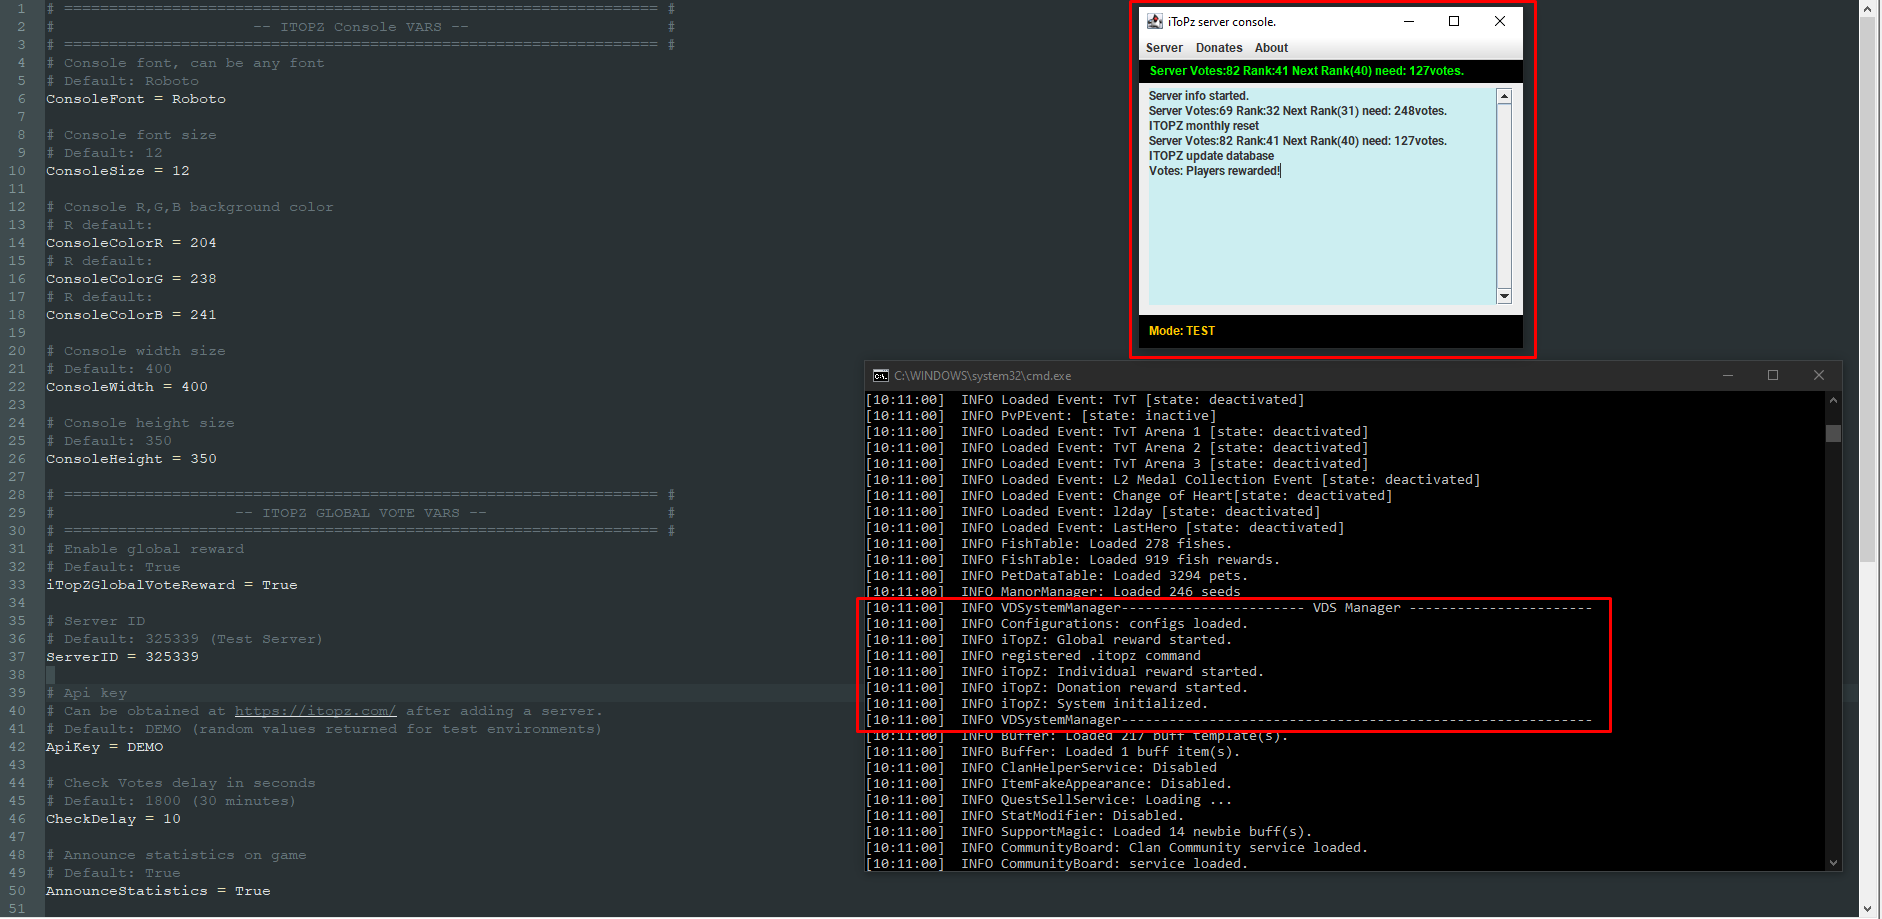 1 # ================================================================== #
2 # -- ITOPZ Console VARS -- #
3 # ================================================================== #
4 # Console font, can be any font
5 # Default: Roboto
6 ConsoleFont = Roboto
7
8 # Console font size
9 # Default: 12
10 ConsoleSize = 12
11
12 # Console R,G,B background color
13 # R default:
14 ConsoleColorR = 204
15 # R default:
16 ConsoleColorG = 238
17 # R default:
18 ConsoleColorB = 241
19
20 # Console width size
21 # Default: 400
22 ConsoleWidth = 400
23
24 # Console height size
25 # Default: 350
26 ConsoleHeight = 350
27
28 # ================================================================== #
29 # -- ITOPZ GLOBAL VOTE VARS -- #
30 # ================================================================== #
31 # Enable global reward
32 # Default: True
33 iTopZGlobalVoteReward = True
34
35 # Server ID
36 # Default: 325339 (Test Server)
37 ServerID = 325339
38
39 # Api key
40 # Can be obtained at https://itopz.com/ after adding a server.
41 # Default: DEMO (random values returned for test environments)
42 ApiKey = DEMO
43
44 # Check Votes delay in seconds
45 # Default: 1800 (30 minutes)
46 CheckDelay = 10
47
48 # Announce statistics on game
49 # Default: True
50 AnnounceStatistics = True
51
iToPz server console.
Server Donates About
Server Votes:82 Rank:41 Next Rank(40) need: 127votes.
Server info started.
Server Votes:69 Rank:32 Next Rank(31) need: 248votes.
ITOPZ monthly reset
Server Votes:82 Rank:41 Next Rank(40) need: 127votes.
ITOPZ update database
Votes: Players rewarded!
Mode: TEST
C:\WINDOWS\system32\cmd.exe
[10:11:00] INFO Loaded Event: TvT [state: deactivated]
[10:11:00] INFO PvPEvent: [state: inactive]
[10:11:00] INFO Loaded Event: TvT Arena 1 [state: deactivated]
[10:11:00] INFO Loaded Event: TvT Arena 2 [state: deactivated]
[10:11:00] INFO Loaded Event: TvT Arena 3 [state: deactivated]
[10:11:00] INFO Loaded Event: L2 Medal Collection Event [state: deactivated]
[10:11:00] INFO Loaded Event: Change of Heart[state: deactivated]
[10:11:00] INFO Loaded Event: l2day [state: deactivated]
[10:11:00] INFO Loaded Event: LastHero [state: deactivated]
[10:11:00] INFO FishTable: Loaded 278 fishes.
[10:11:00] INFO FishTable: Loaded 919 fish rewards.
[10:11:00] INFO PetDataTable: Loaded 3294 pets.
[10:11:00] INFO ManorManager: Loaded 246 seeds
[10:11:00] INFO VDSystemManager----------------------- VDS Manager -----------------------
[10:11:00] INFO Configurations: configs loaded.
[10:11:00] INFO iTopZ: Global reward started.
[10:11:00] INFO registered .itopz command
[10:11:00] INFO iTopZ: Individual reward started.
[10:11:00] INFO iTopZ: Donation reward started.
[10:11:00] INFO iTopZ: System initialized.
[10:11:00] INFO VDSystemManager-----------------------------------------------------------
[10:11:00] INFO Buffer: Loaded 217 buff template(s).
[10:11:00] INFO Buffer: Loaded 1 buff item(s).
[10:11:00] INFO ClanHelperService: Disabled
[10:11:00] INFO ItemFakeAppearance: Disabled.
[10:11:00] INFO QuestSellService: Loading ...
[10:11:00] INFO StatModifier: Disabled.
[10:11:00] INFO SupportMagic: Loaded 14 newbie buff(s).
[10:11:00] INFO CommunityBoard: Clan Community service loaded.
[10:11:00] INFO CommunityBoard: service loaded.